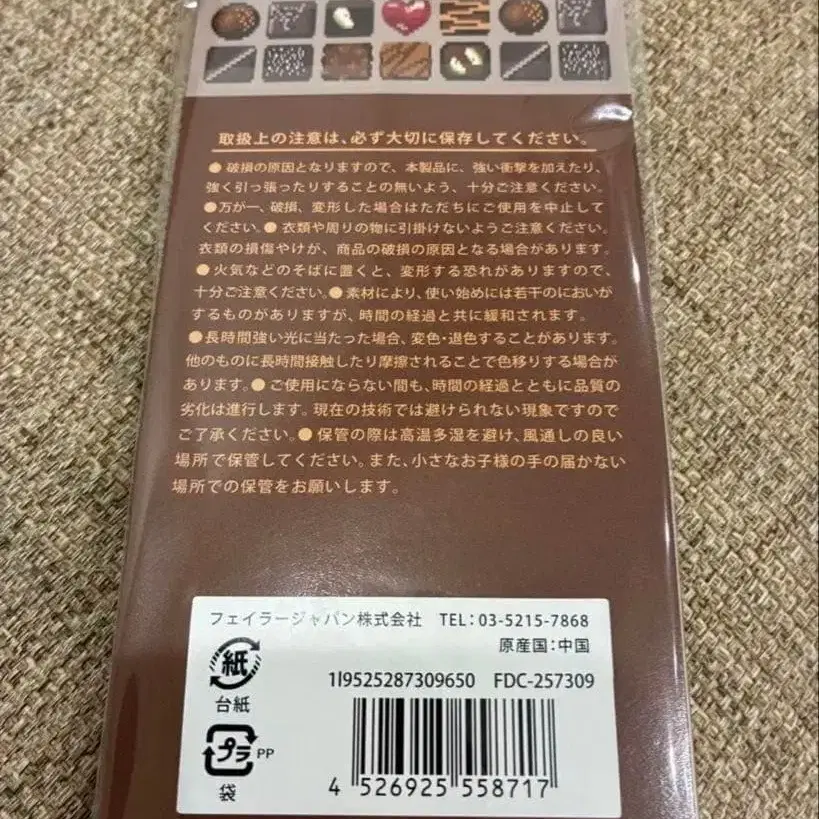 取扱上の注意は、必ず大切に保存してください。
●破損の原因となりますので、本製品に、強い衝撃を加えたり、
強く引っ張ったりすることの無いよう、十分ご注意ください。
●万が一、破損、変形した場合はただちにご使用を中止して
ください。●衣類や周りの物に引掛けないようご注意ください。
衣類の損傷やけが、商品の破損の原因となる場合があります。
●火気などのそばに置くと、変形する恐れがありますので、
十分ご注意ください。●素材により、使い始めには若干のにおいが
するものがありますが、時間の経過と共に緩和されます。
●長時間強い光に当たった場合、変色・退色することがあります。
他のものに長時間接触したり摩擦されることで色移りする場合が
あります。●ご使用にならない間も、時間の経過とともに品質の
劣化は進行します。現在の技術では避けられない現象ですので
ご了承ください。●保管の際は高温多湿を避け、風通しの良い
場所で保管してください。また、小さなお子様の手の届かない
場所での保管をお願いします。
フェイラージャパン株式会社 TEL：03-5215-7868
原産国：中国
紙
台紙
1I9525287309650 FDC-257309
プラ PP
袋
4 526925 558717